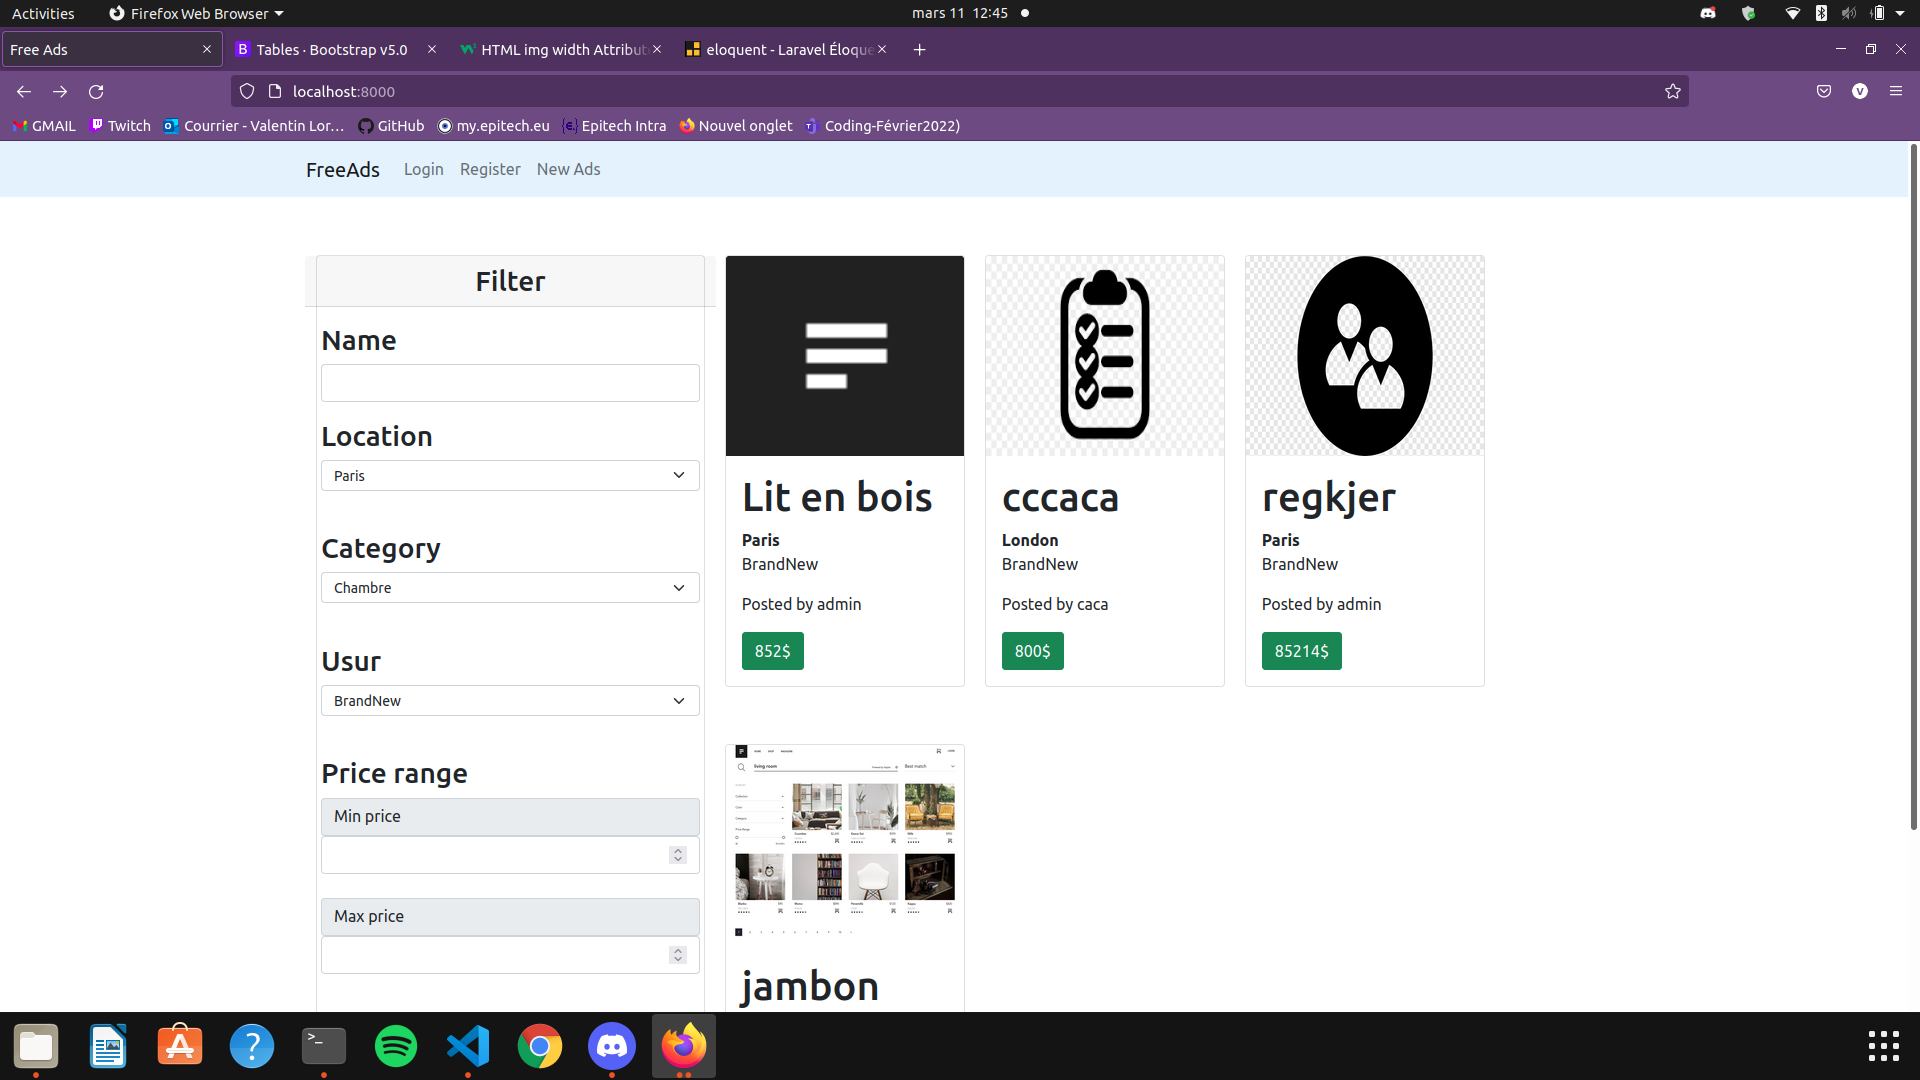 Activities
Firefox Web Browser
mars 11 12:45
Free Ads
Tables · Bootstrap v5.0
HTML img width Attribut
eloquent - Laravel Éloque
localhost:8000
GMAIL
Twitch
Courrier - Valentin Lor…
GitHub
my.epitech.eu
Epitech Intra
Nouvel onglet
Coding-Février2022)
FreeAds
Login
Register
New Ads
Filter
Name
Location
Paris
Category
Chambre
Usur
BrandNew
Price range
Min price
Max price
Lit en bois
Paris
BrandNew
Posted by admin
852$
cccaca
London
BrandNew
Posted by caca
800$
regkjer
Paris
BrandNew
Posted by admin
85214$
living room
Best match
jambon